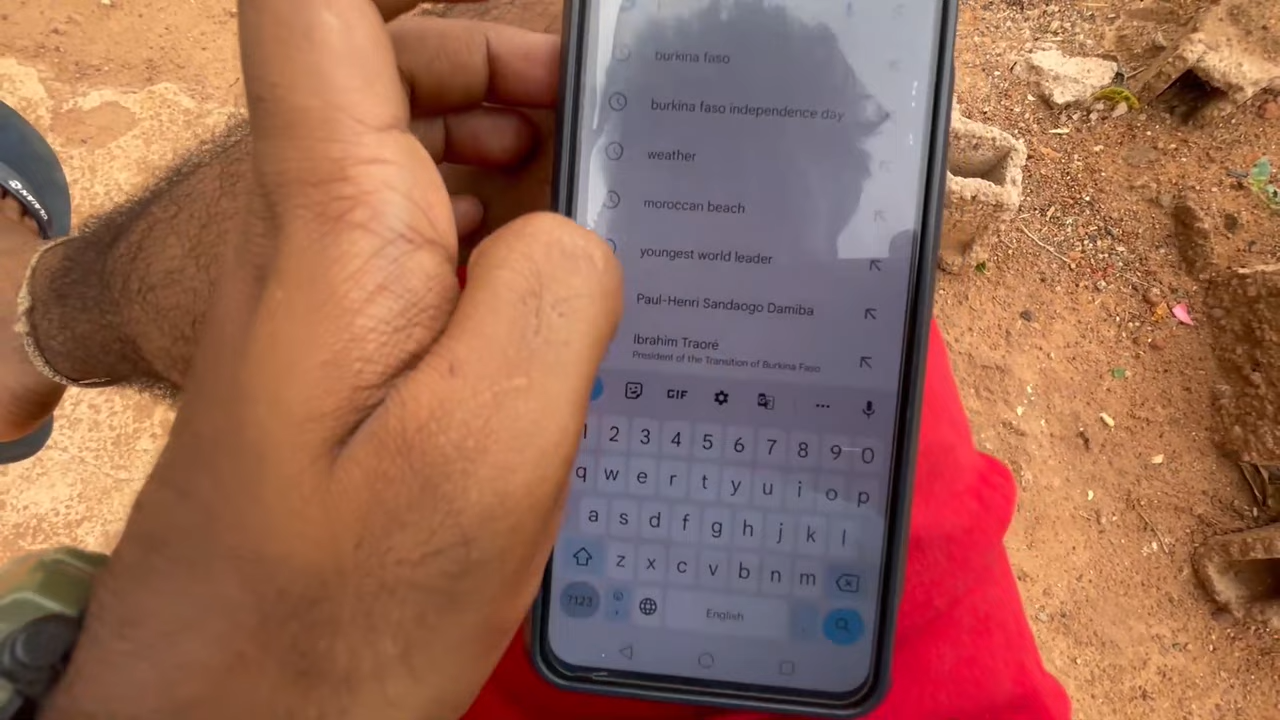 burkina faso
burkina faso independence day
weather
moroccan beach
youngest world leader
Paul-Henri Sandaogo Damiba
Ibrahim Traoré
President of the Transition of Burkina Faso
GIF
1 2 3 4 5 6 7 8 9 0
q w e r t y u i o p
a s d f g h j k l
z x c v b n m
?123 , English .